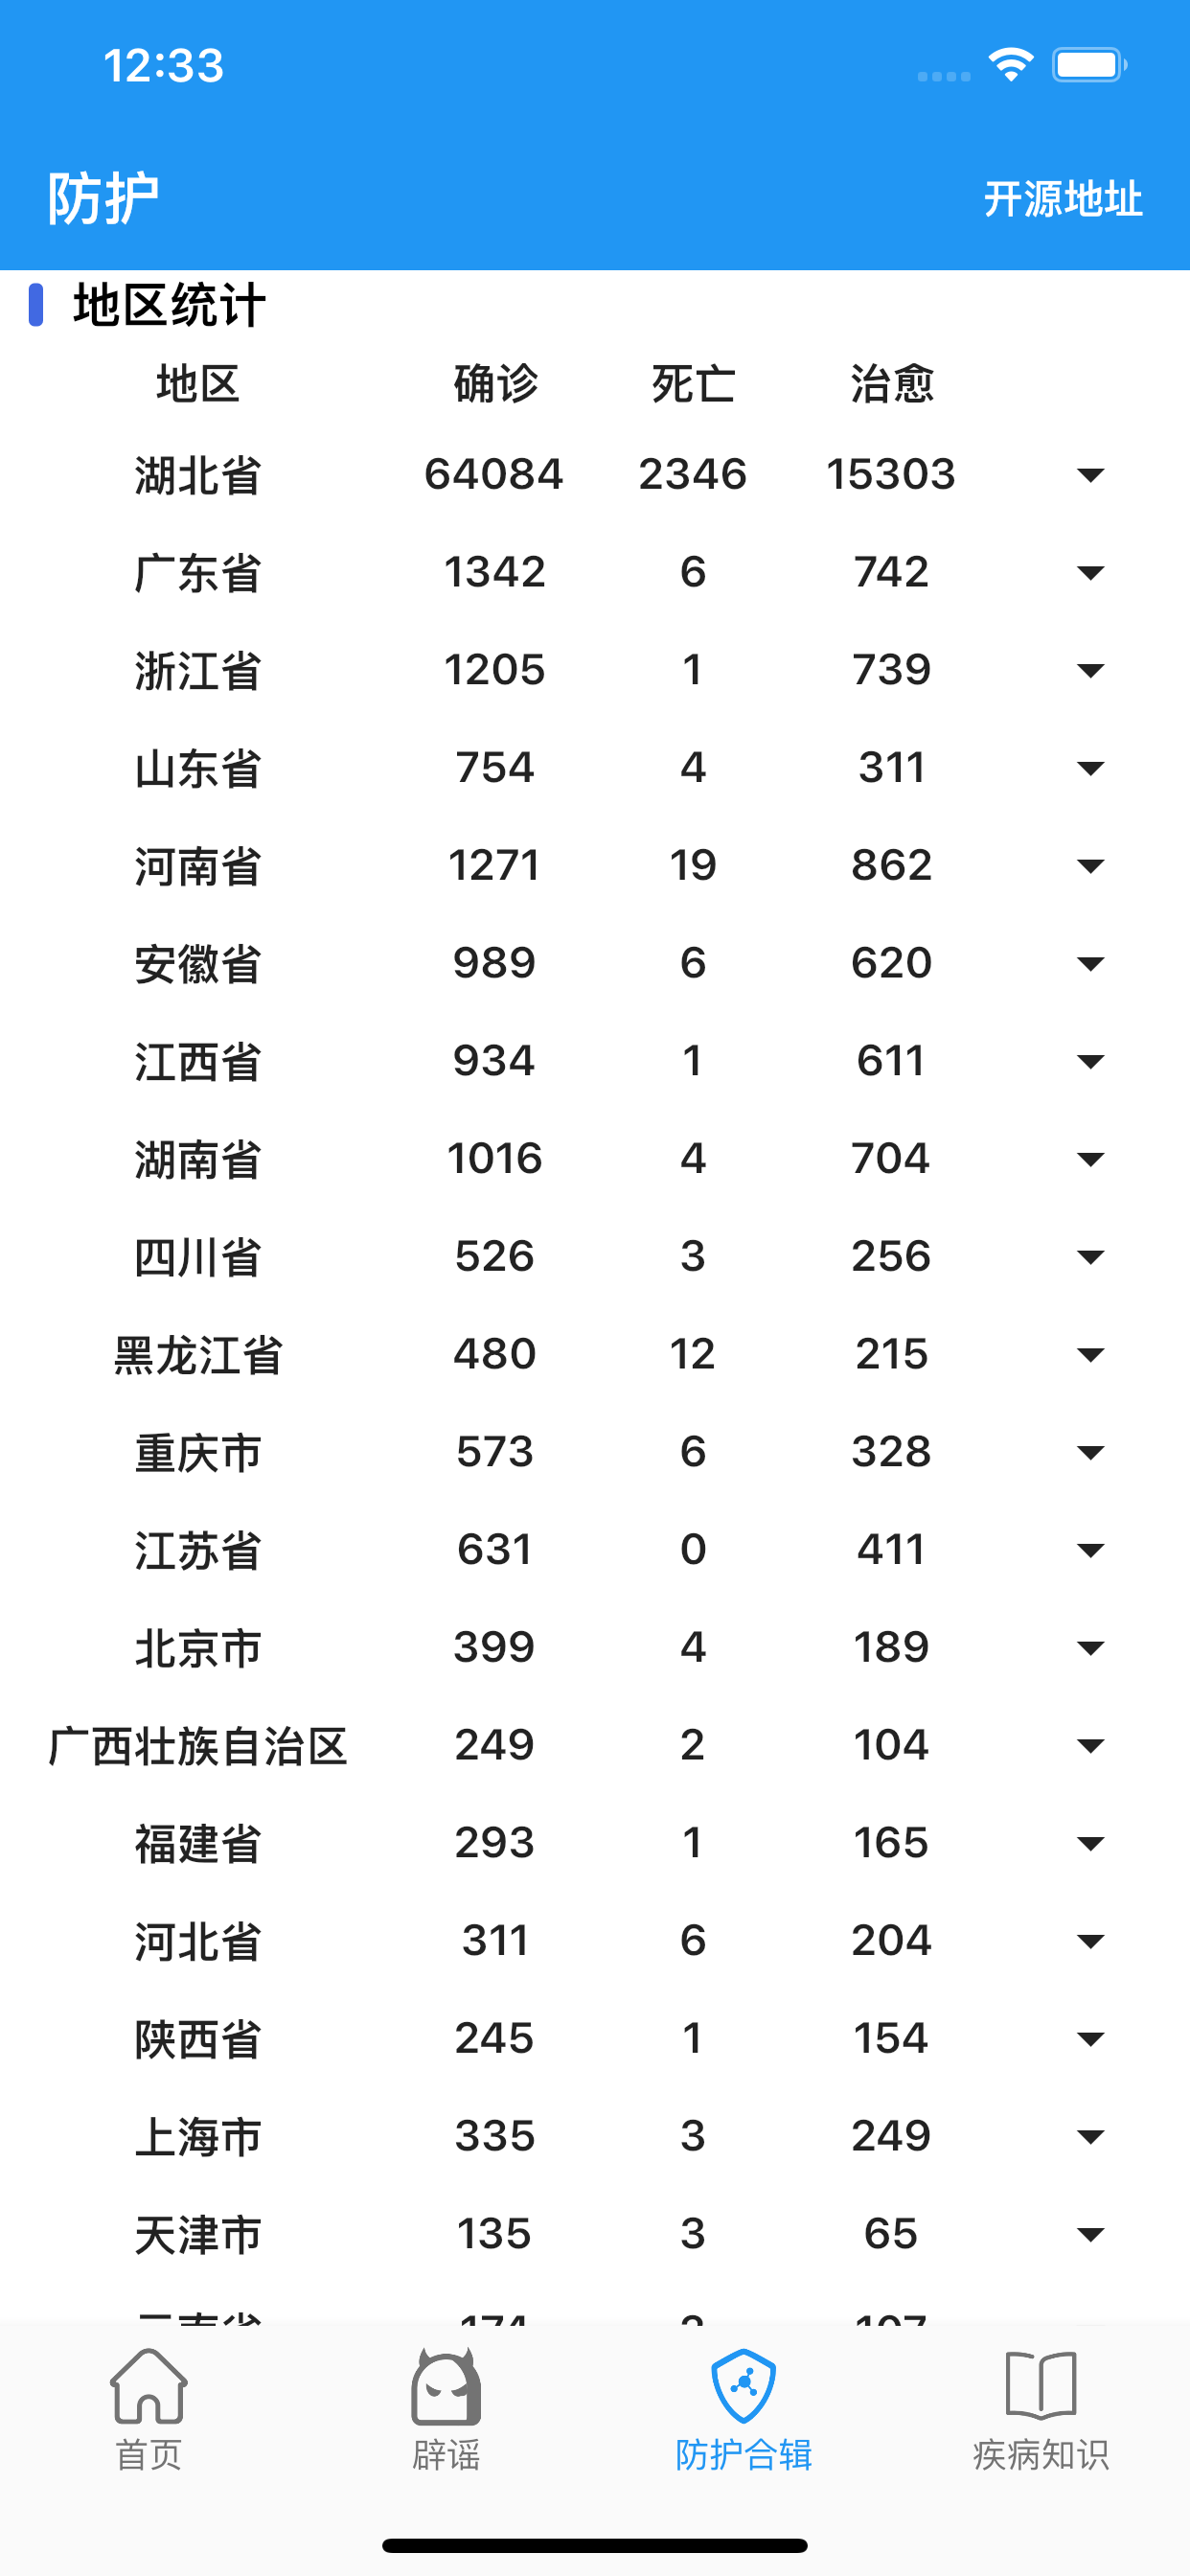 12:33
防护 开源地址
地区统计
地区 确诊 死亡 治愈
湖北省 64084 2346 15303
广东省 1342 6 742
浙江省 1205 1 739
山东省 754 4 311
河南省 1271 19 862
安徽省 989 6 620
江西省 934 1 611
湖南省 1016 4 704
四川省 526 3 256
黑龙江省 480 12 215
重庆市 573 6 328
江苏省 631 0 411
北京市 399 4 189
广西壮族自治区 249 2 104
福建省 293 1 165
河北省 311 6 204
陕西省 245 1 154
上海市 335 3 249
天津市 135 3 65
首页 辟谣 防护合辑 疾病知识